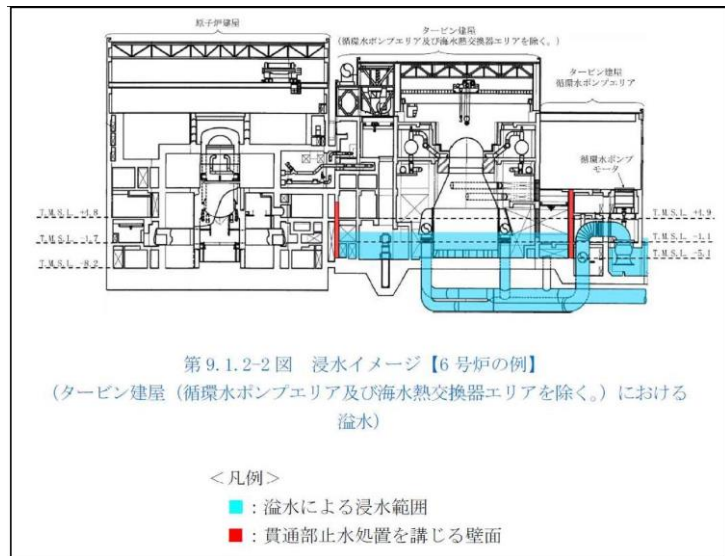 原子炉建屋
タービン建屋
(循環水ポンプエリア及び海水熱交換器エリアを除く。)
タービン建屋
循環水ポンプエリア
循環水ポンプ
モータ
T.M.S.L. +4.8
T.M.S.L. -1.7
T.M.S.L. -8.2
T.M.S.L. +4.9
T.M.S.L. -1.1
T.M.S.L. -5.1
第 9.1.2-2 図 浸水イメージ【6 号炉の例】
(タービン建屋(循環水ポンプエリア及び海水熱交換器エリアを除く。)における
溢水)
<凡例>
■:溢水による浸水範囲
■:貫通部止水処置を講じる壁面